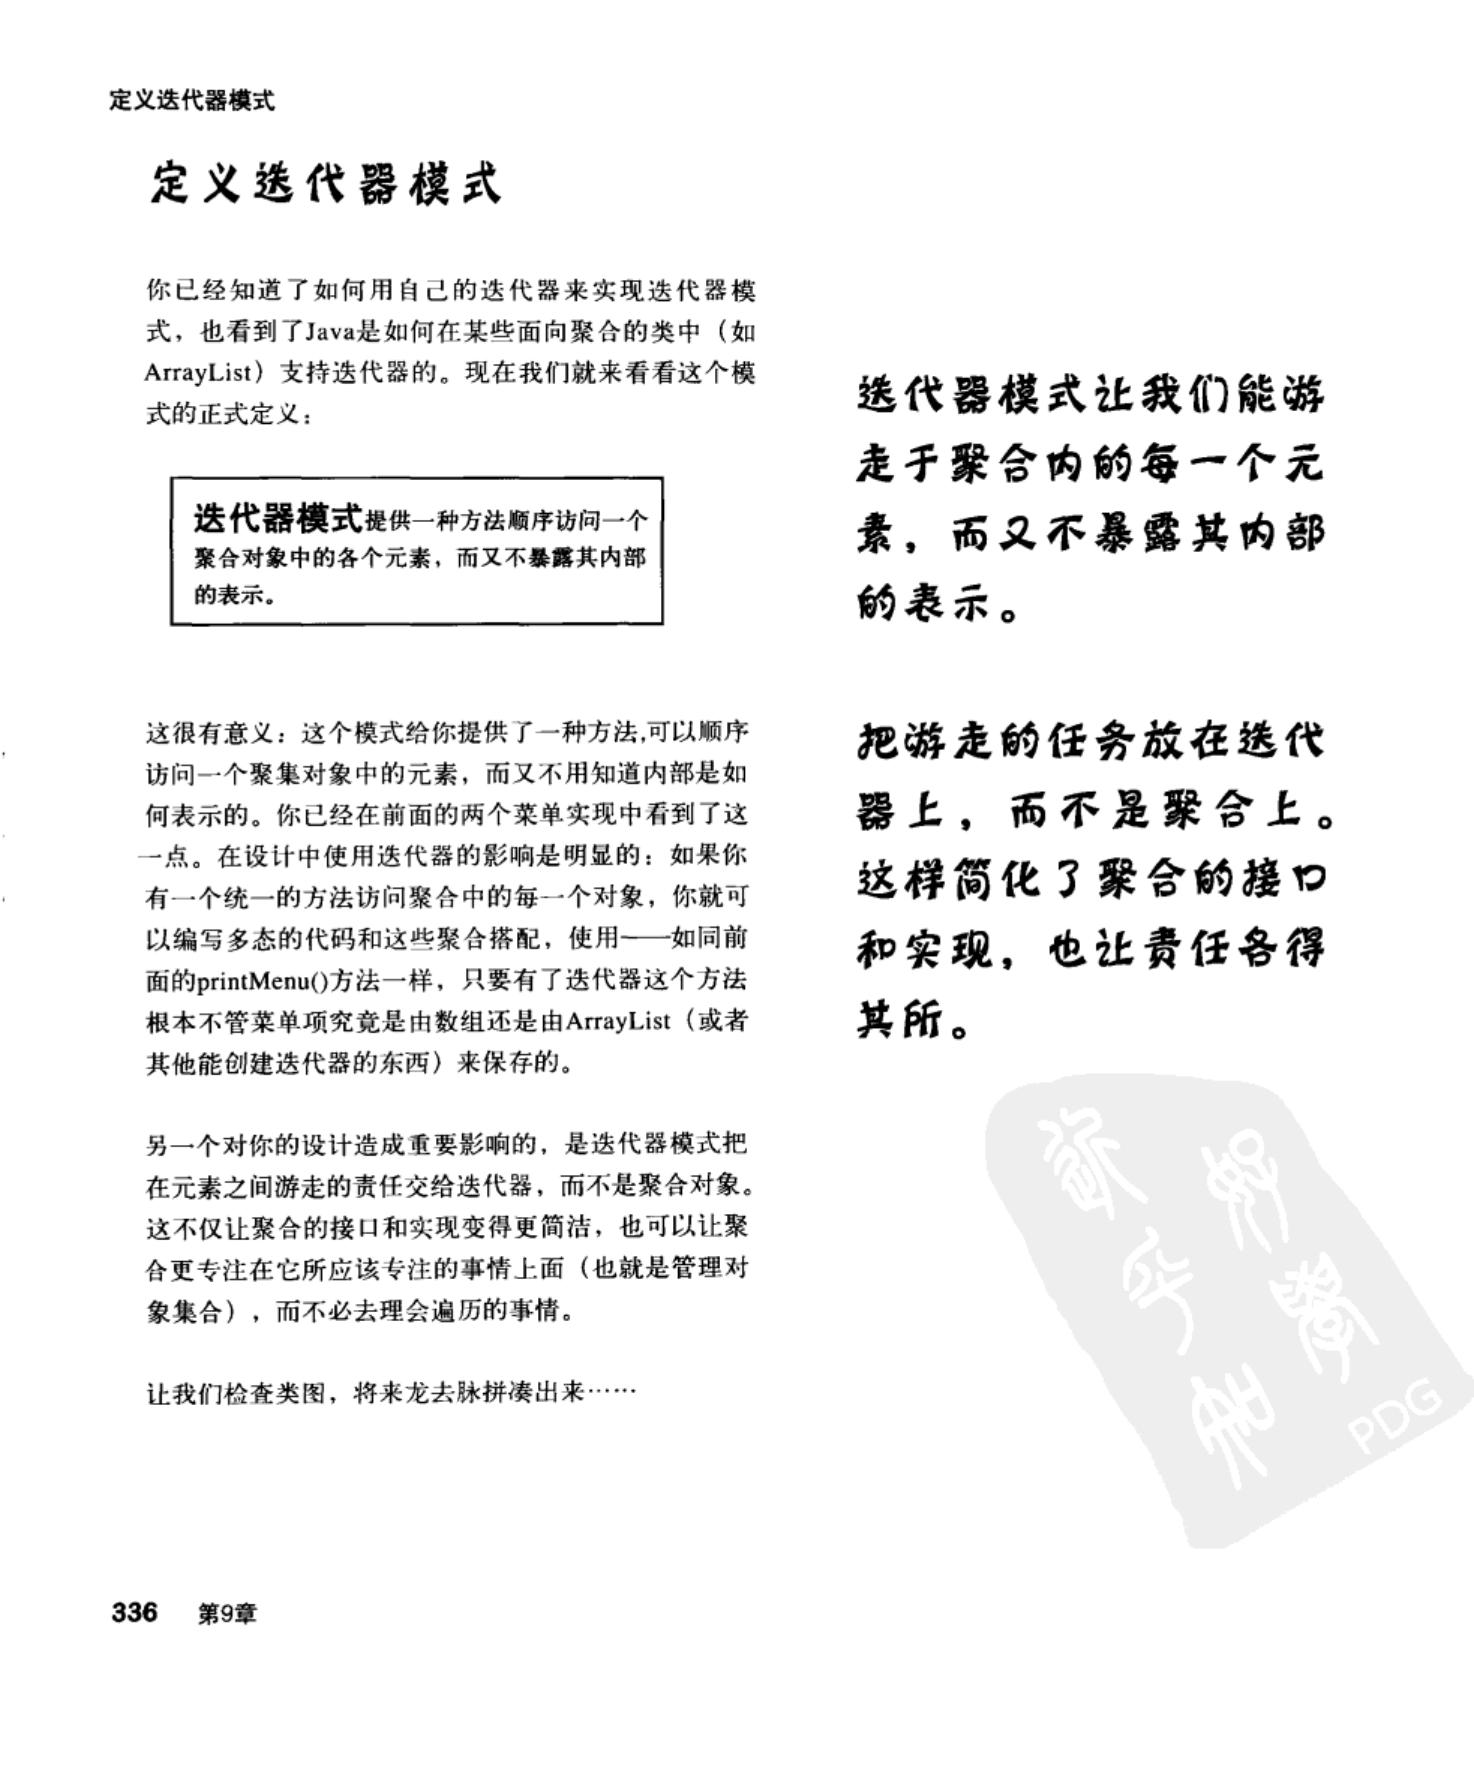 定义迭代器模式
定义迭代器模式
你已经知道了如何用自己的迭代器来实现迭代器模
式，也看到了Java是如何在某些面向聚合的类中（如
ArrayList）支持迭代器的。现在我们就来看看这个模
式的正式定义：
迭代器模式提供一种方法顺序访问一个
聚合对象中的各个元素，而又不暴露其内部
的表示。
这很有意义：这个模式给你提供了一种方法,可以顺序
访问一个聚集对象中的元素，而又不用知道内部是如
何表示的。你已经在前面的两个菜单实现中看到了这
一点。在设计中使用迭代器的影响是明显的：如果你
有一个统一的方法访问聚合中的每一个对象，你就可
以编写多态的代码和这些聚合搭配，使用——如同前
面的printMenu()方法一样，只要有了迭代器这个方法
根本不管菜单项究竟是由数组还是由ArrayList（或者
其他能创建迭代器的东西）来保存的。
另一个对你的设计造成重要影响的，是迭代器模式把
在元素之间游走的责任交给迭代器，而不是聚合对象。
这不仅让聚合的接口和实现变得更简洁，也可以让聚
合更专注在它所应该专注的事情上面（也就是管理对
象集合），而不必去理会遍历的事情。
让我们检查类图，将来龙去脉拼凑出来……
迭代器模式让我们能游
走于聚合内的每一个元
素，而又不暴露其内部
的表示。
把游走的任务放在迭代
器上，而不是聚合上。
这样简化了聚合的接口
和实现，也让责任各得
其所。
PDG
336 第9章